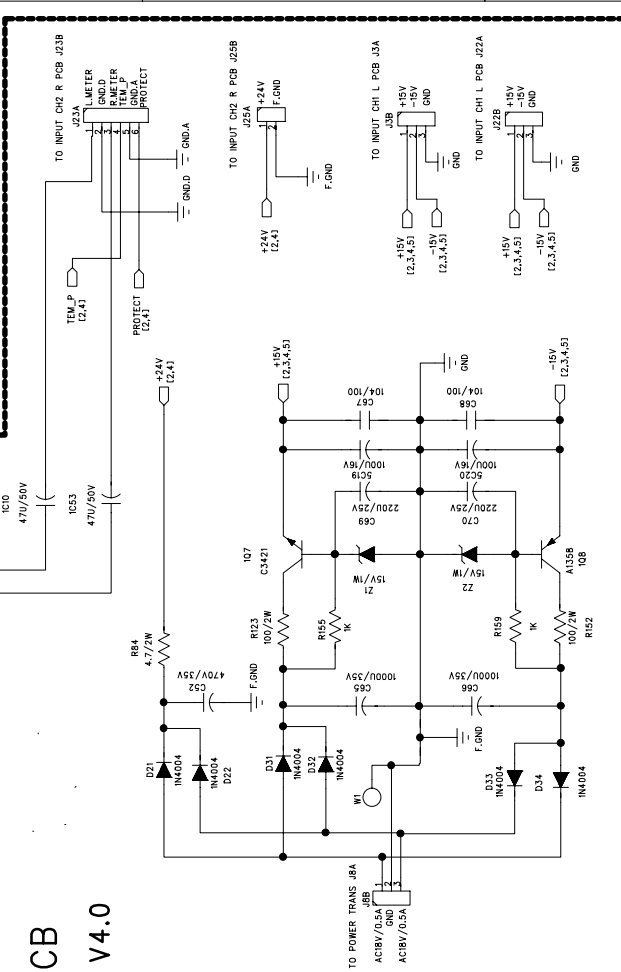 TO INPUT CH2 R PCB J23B
J23A
L.METER
GND.D
R.METER
TEM_P
GND.A
PROTECT
1
2
3
4
5
6
GND.A
GND.D
TEM_P
[2,4]
PROTECT
[2,4]
TO INPUT CH2 R PCB J25B
J25A
+24V
F.GND
1
2
F.GND
+24V
[2,4]
TO INPUT CH1 L PCB J3A
J3B
+15V
-15V
GND
1
2
3
GND
+15V
[2,3,4,5]
-15V
[2,3,4,5]
TO INPUT CH1 L PCB J22A
J22B
+15V
-15V
GND
1
2
3
GND
+15V
[2,3,4,5]
-15V
[2,3,4,5]
1C10
47U/50V
1C53
47U/50V
+24V
[2,4]
R84
4.7/2W
C52
470V/35V
F.GND
D21
1N4004
1N4004
D22
+15V
[2,3,4,5]
GND
-15V
[2,3,4,5]
C67
104/100
C68
104/100
5C19
100U/16V
5C20
100U/16V
C69
220U/25V
C70
220U/25V
1Q7
C3421
Z1
15V/1W
Z2
15V/1W
A1358
1Q8
R123
100/2W
R155
1K
R159
1K
100/2W
R152
C65
1000U/35V
C66
1000U/35V
F.GND
D31
1N4004
D32
1N4004
W1
D33
1N4004
D34
1N4004
TO POWER TRANS J8A
J8B
1
2
3
AC18V/0.5A
GND
AC18V/0.5A
CB
V4.0